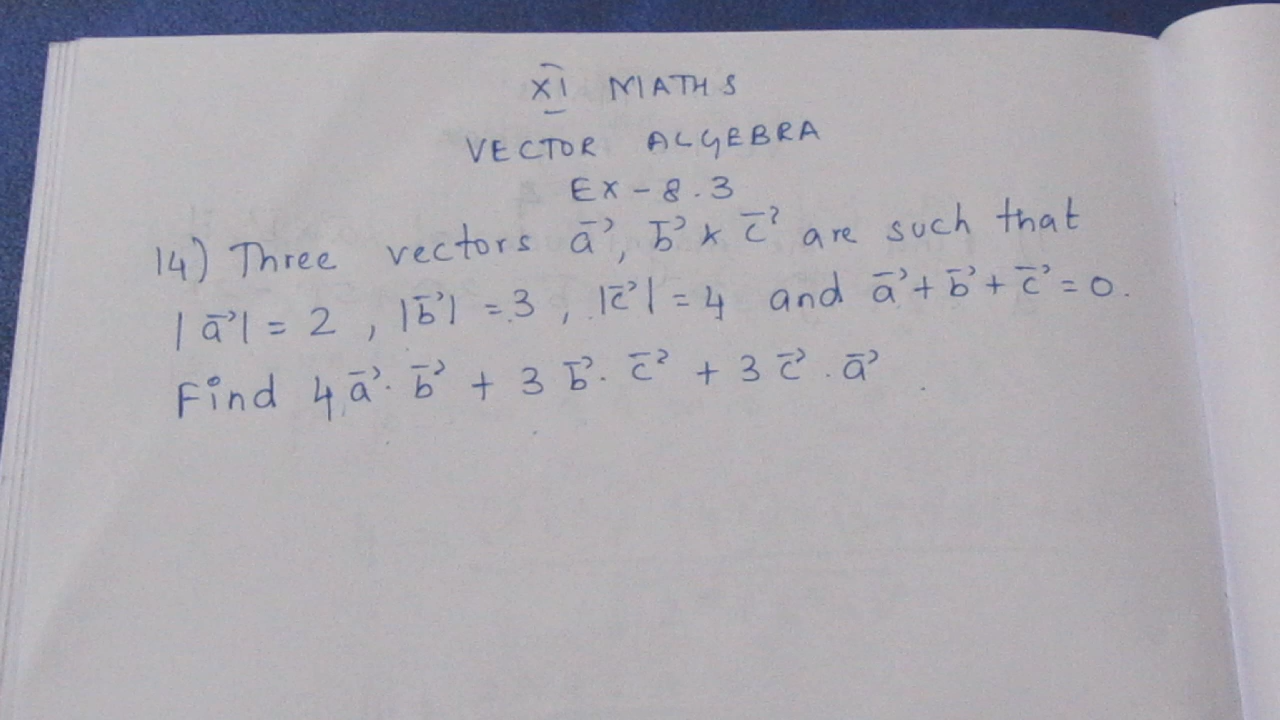 XI MATHS
VECTOR ALGEBRA
EX - 8.3
14) Three vectors a⃗, b⃗ & c⃗ are such that
|a⃗| = 2, |b⃗| = 3, |c⃗| = 4 and a⃗ + b⃗ + c⃗ = 0.
Find 4 a⃗ . b⃗ + 3 b⃗ . c⃗ + 3 c⃗ . a⃗ .